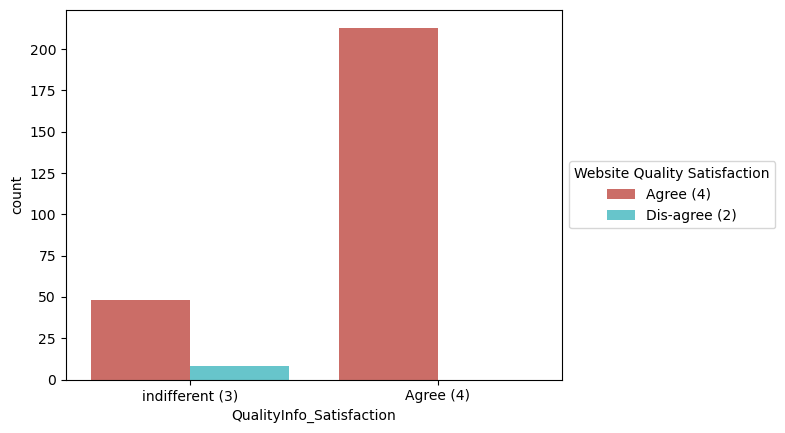 200
175
150
125
100
75
50
25
0
count
indifferent (3)
Agree (4)
QualityInfo_Satisfaction
Website Quality Satisfaction
Agree (4)
Dis-agree (2)